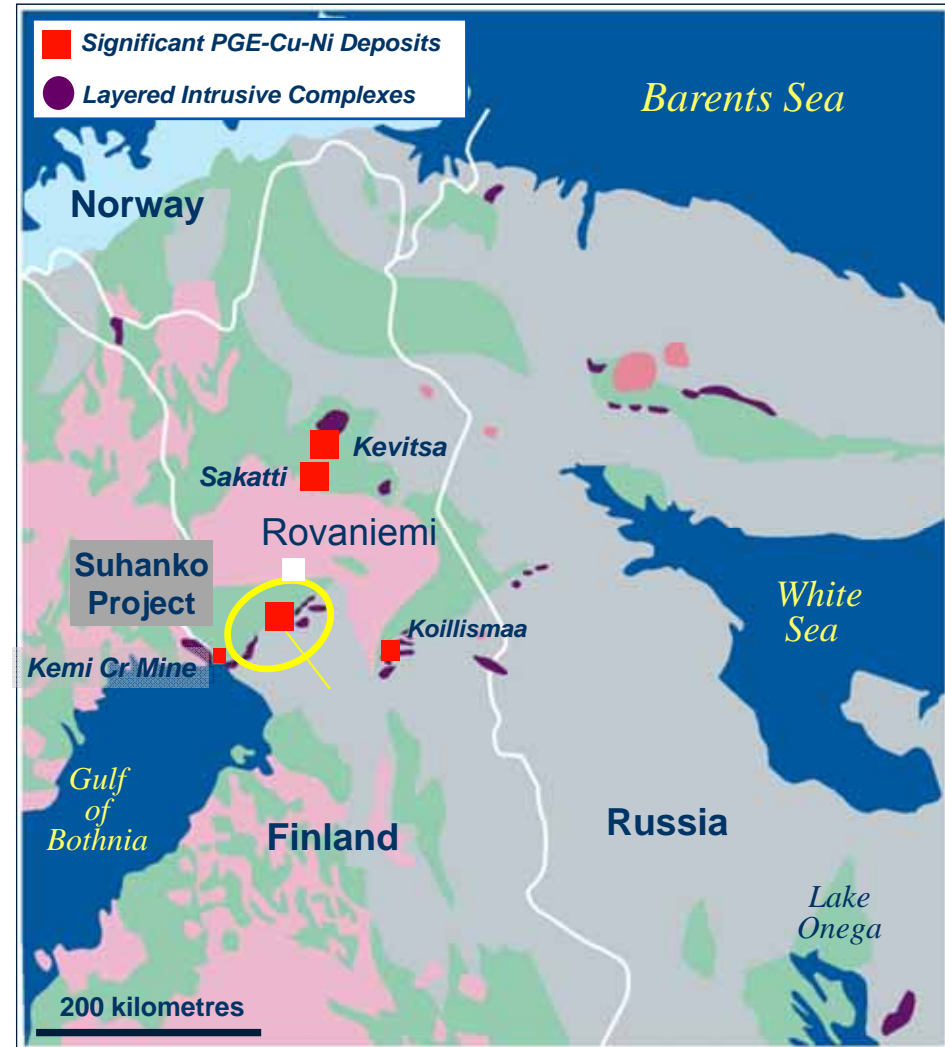 Significant PGE-Cu-Ni Deposits
Layered Intrusive Complexes
Barents Sea
Norway
Kevitsa
Sakatti
Rovaniemi
Suhanko
Project
White
Sea
Koillismaa
Kemi Cr Mine
Gulf
of
Bothnia
Finland
Russia
Lake
Onega
200 kilometres